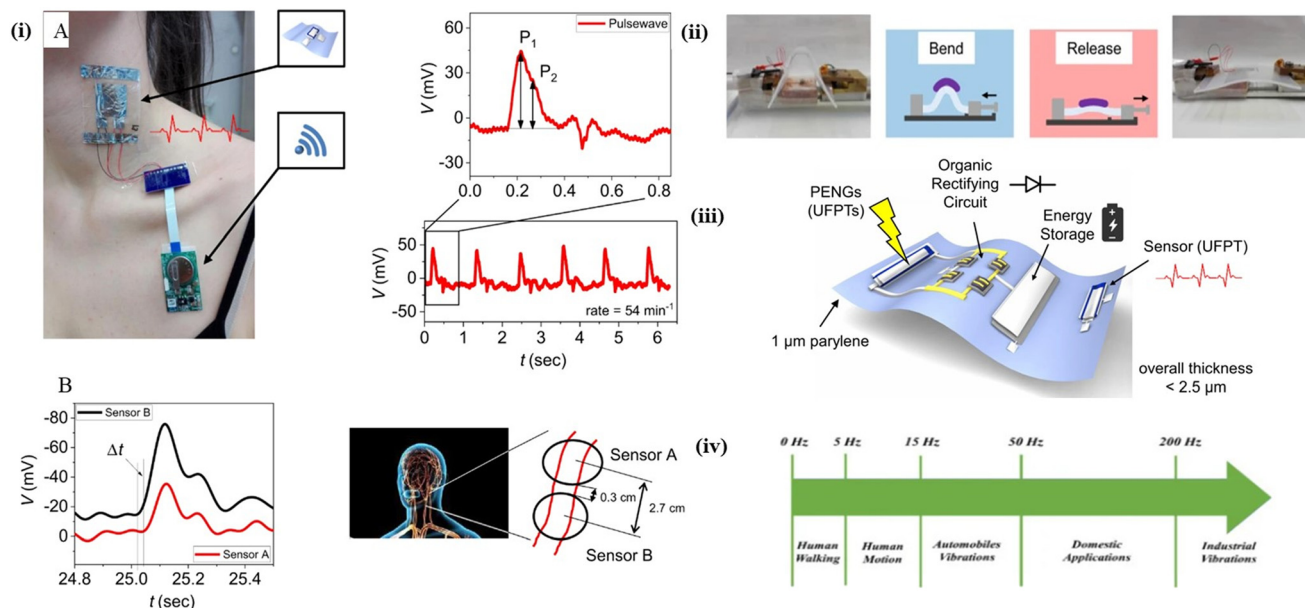 (i)
A
60
30
0
-30
V (mV)
Pulsewave
P1
P2
0.0 0.2 0.4 0.6 0.8
50
0
-50
V (mV)
rate = 54 min⁻¹
0 1 2 3 4 5 6
t (sec)
(ii)
Bend
Release
(iii)
PENGs
(UFPTs)
Organic
Rectifying
Circuit
Energy
Storage
Sensor (UFPT)
1 μm parylene
overall thickness
< 2.5 μm
B
-80
-60
-40
-20
0
V (mV)
Sensor B
Δt
Sensor A
24.8 25.0 25.2 25.4
t (sec)
Sensor A
0.3 cm
2.7 cm
Sensor B
(iv)
0 Hz 5 Hz 15 Hz 50 Hz 200 Hz
Human
Walking
Human
Motion
Automobiles
Vibrations
Domestic
Applications
Industrial
Vibrations